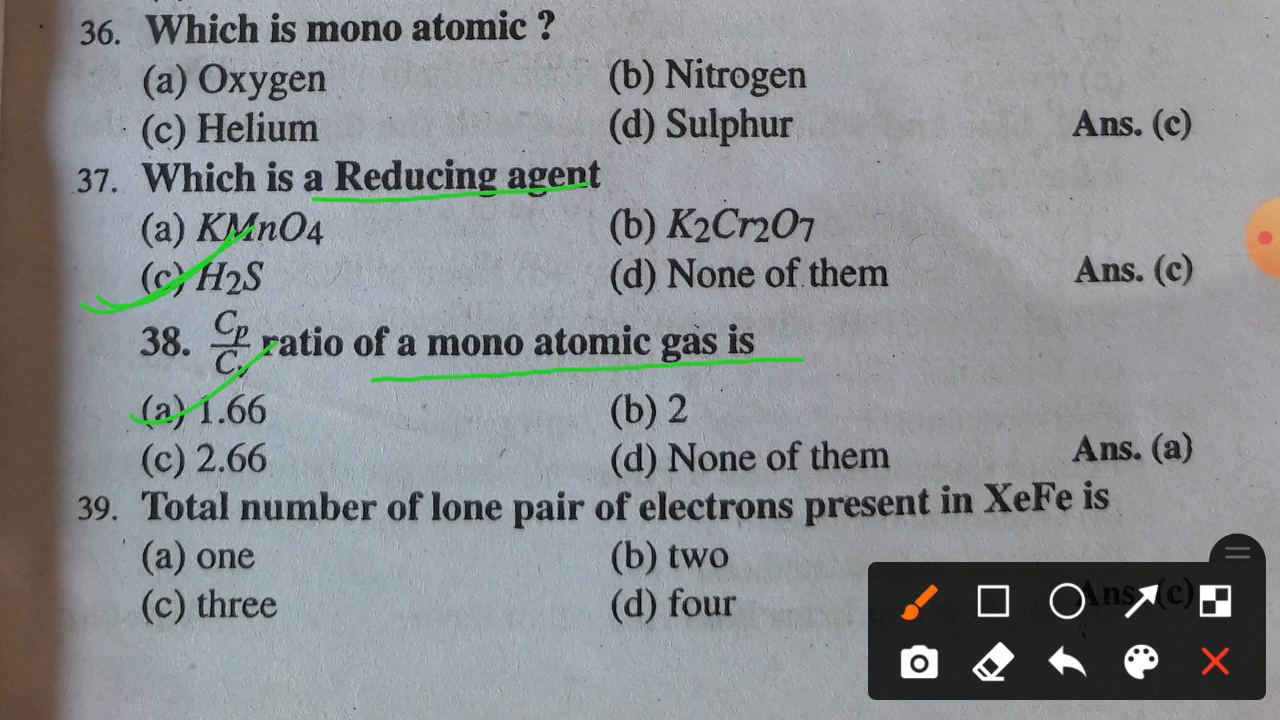 36. Which is mono atomic ?
(a) Oxygen (b) Nitrogen
(c) Helium (d) Sulphur Ans. (c)
37. Which is a Reducing agent
(a) KMnO4 (b) K2Cr2O7
(c) H2S (d) None of them Ans. (c)
38. Cp/Cv ratio of a mono atomic gas is
(a) 1.66 (b) 2
(c) 2.66 (d) None of them Ans. (a)
39. Total number of lone pair of electrons present in XeFe is
(a) one (b) two
(c) three (d) four Ans. (c)